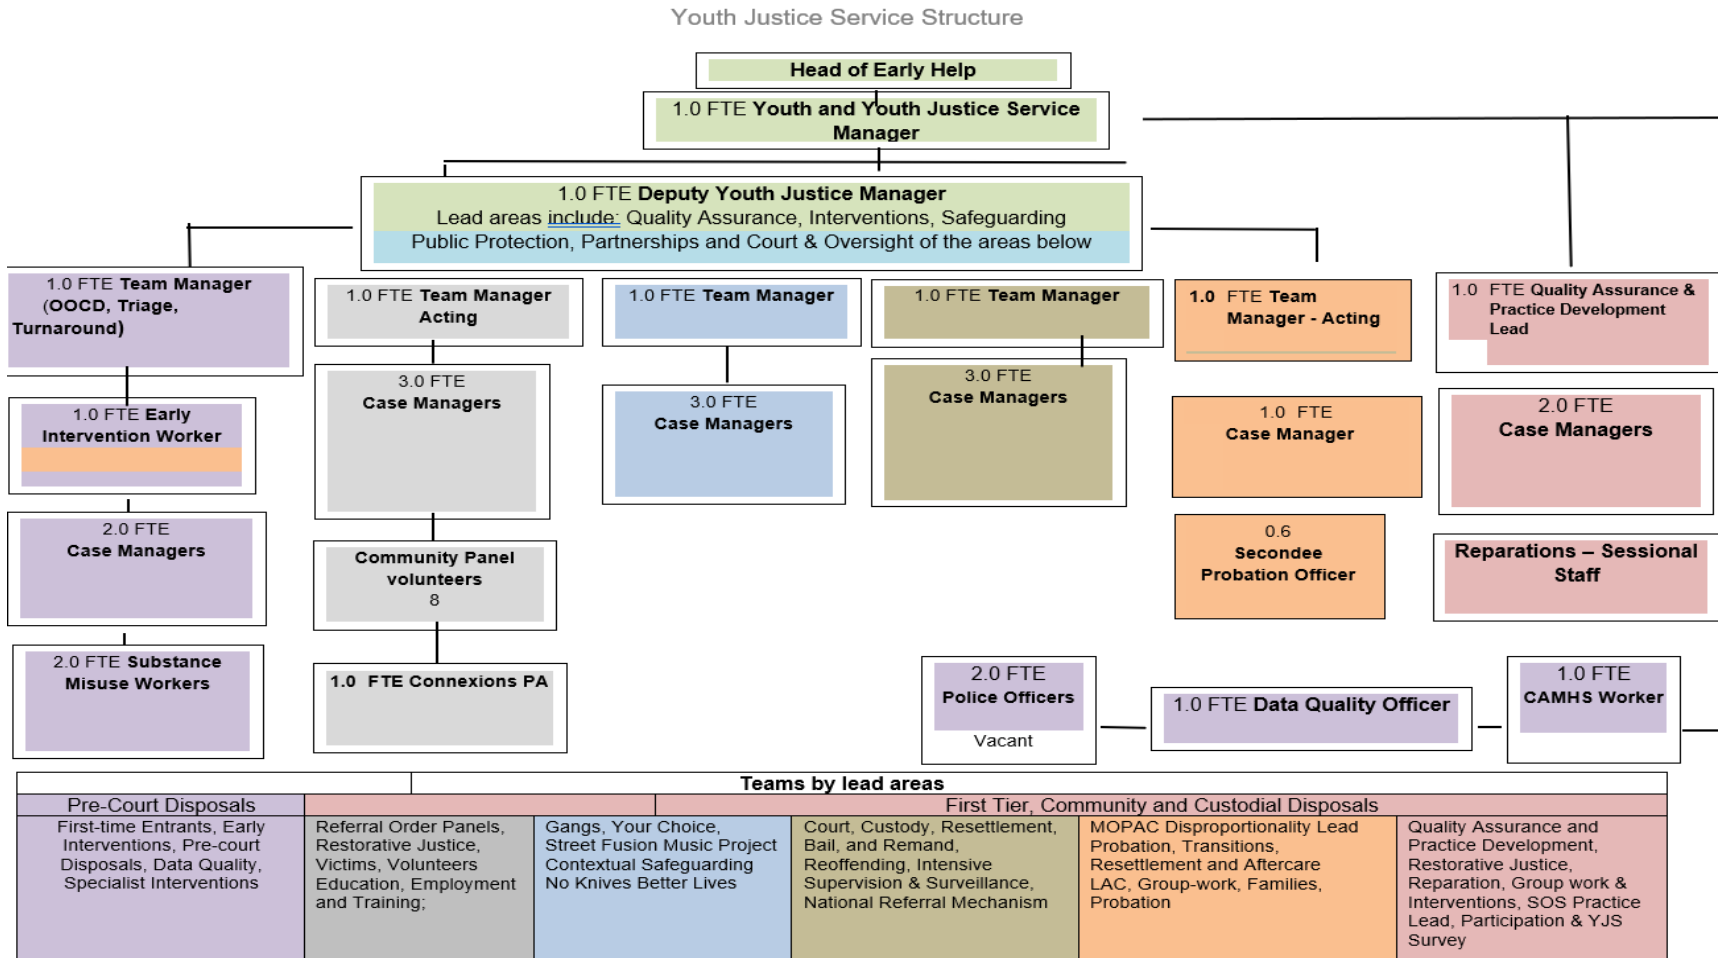 Youth Justice Service Structure
Head of Early Help
1.0 FTE Youth and Youth Justice Service
Manager
1.0 FTE Deputy Youth Justice Manager
Lead areas include: Quality Assurance, Interventions, Safeguarding
Public Protection, Partnerships and Court & Oversight of the areas below
1.0 FTE Team Manager
(OOCD, Triage,
Turnaround)
1.0 FTE Early
Intervention Worker
2.0 FTE
Case Managers
2.0 FTE Substance
Misuse Workers
1.0 FTE Team Manager
Acting
3.0 FTE
Case Managers
Community Panel
volunteers
8
1.0 FTE Connexions PA
1.0 FTE Team Manager
3.0 FTE
Case Managers
1.0 FTE Team Manager
3.0 FTE
Case Managers
1.0 FTE Team
Manager - Acting
1.0 FTE
Case Manager
0.6
Secondee
Probation Officer
1.0 FTE Quality Assurance &
Practice Development
Lead
2.0 FTE
Case Managers
Reparations – Sessional
Staff
2.0 FTE
Police Officers
Vacant
1.0 FTE Data Quality Officer
1.0 FTE
CAMHS Worker
Teams by lead areas
Pre-Court Disposals
First Tier, Community and Custodial Disposals
First-time Entrants, Early
Interventions, Pre-court
Disposals, Data Quality,
Specialist Interventions
Referral Order Panels,
Restorative Justice,
Victims, Volunteers
Education, Employment
and Training;
Gangs, Your Choice,
Street Fusion Music Project
Contextual Safeguarding
No Knives Better Lives
Court, Custody, Resettlement,
Bail, and Remand,
Reoffending, Intensive
Supervision & Surveillance,
National Referral Mechanism
MOPAC Disproportionality Lead
Probation, Transitions,
Resettlement and Aftercare
LAC, Group-work, Families,
Probation
Quality Assurance and
Practice Development,
Restorative Justice,
Reparation, Group work &
Interventions, SOS Practice
Lead, Participation & YJS
Survey